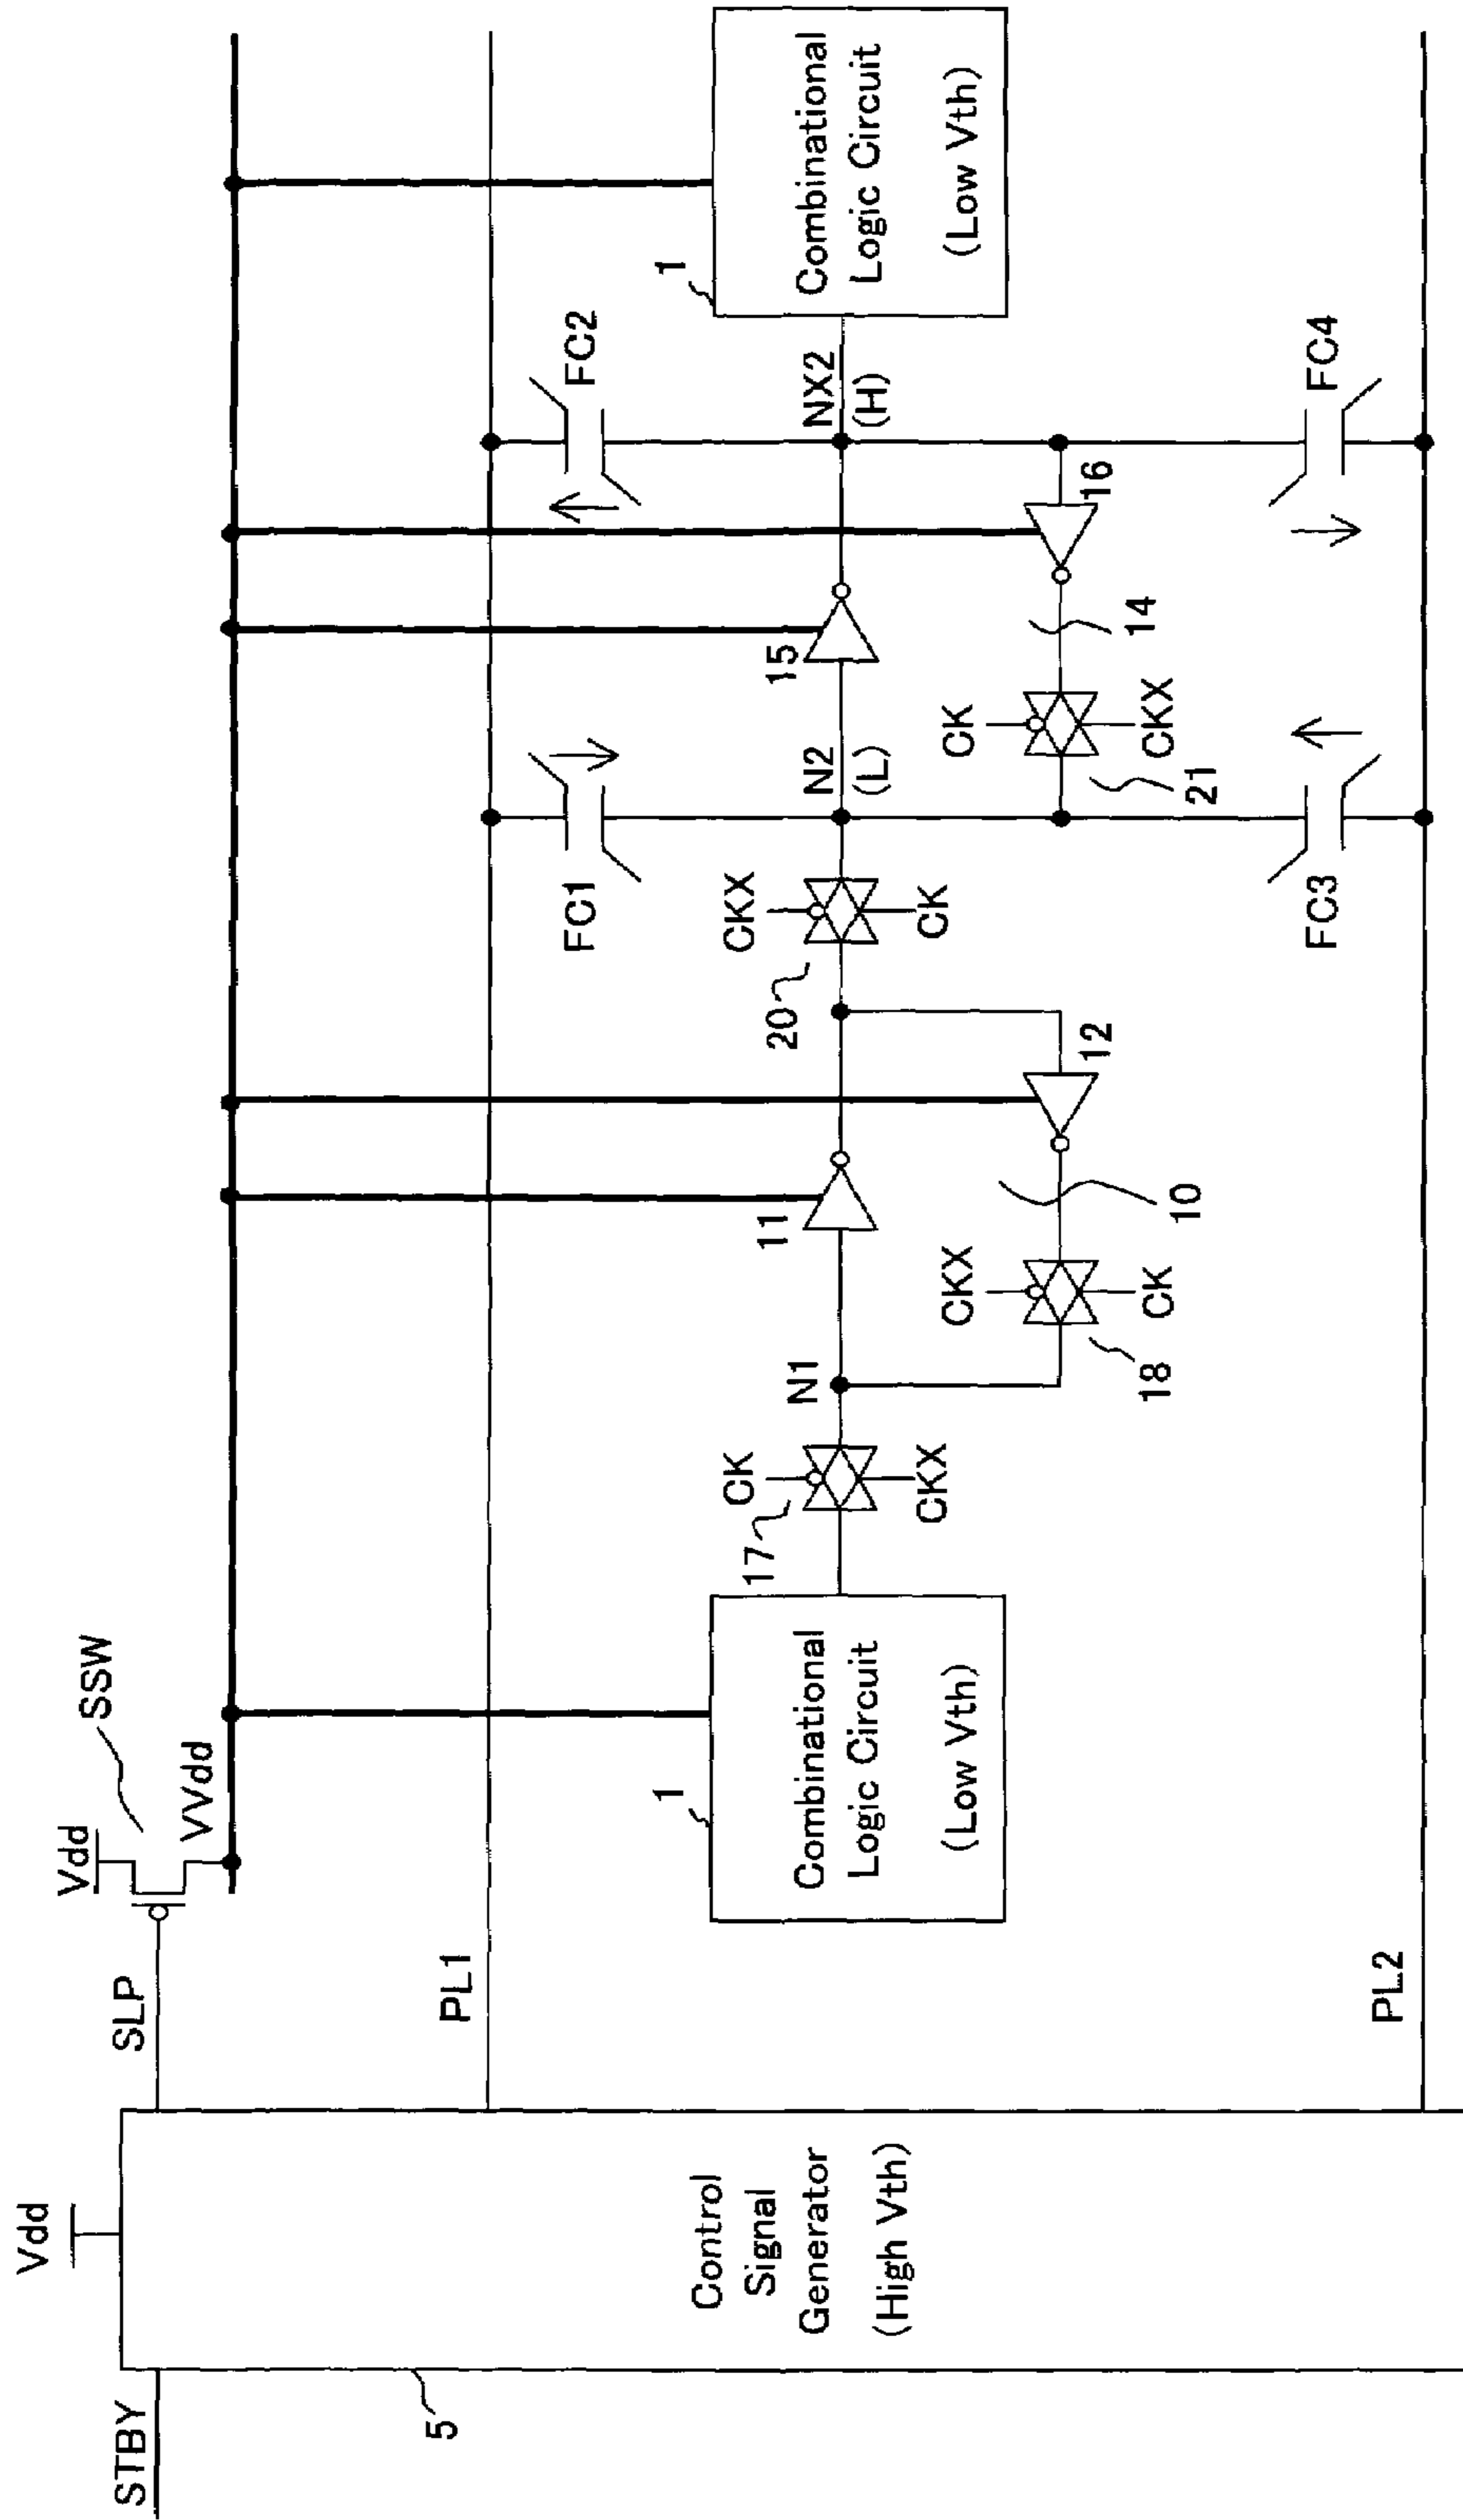 STBY
Vdd
5
Control
Signal
Generator
(High Vth)
SLP
Vdd
SSW
VVdd
PL1
PL2
1
Combinational
Logic Circuit
(Low Vth)
17
CK
CKX
N1
11
12
10
CKX
CK
18
20
CKX
CK
FC1
N2
(L)
15
16
14
CK
CKX
21
FC3
FC2
NX2
(H)
FC4
1
Combinational
Logic Circuit
(Low Vth)